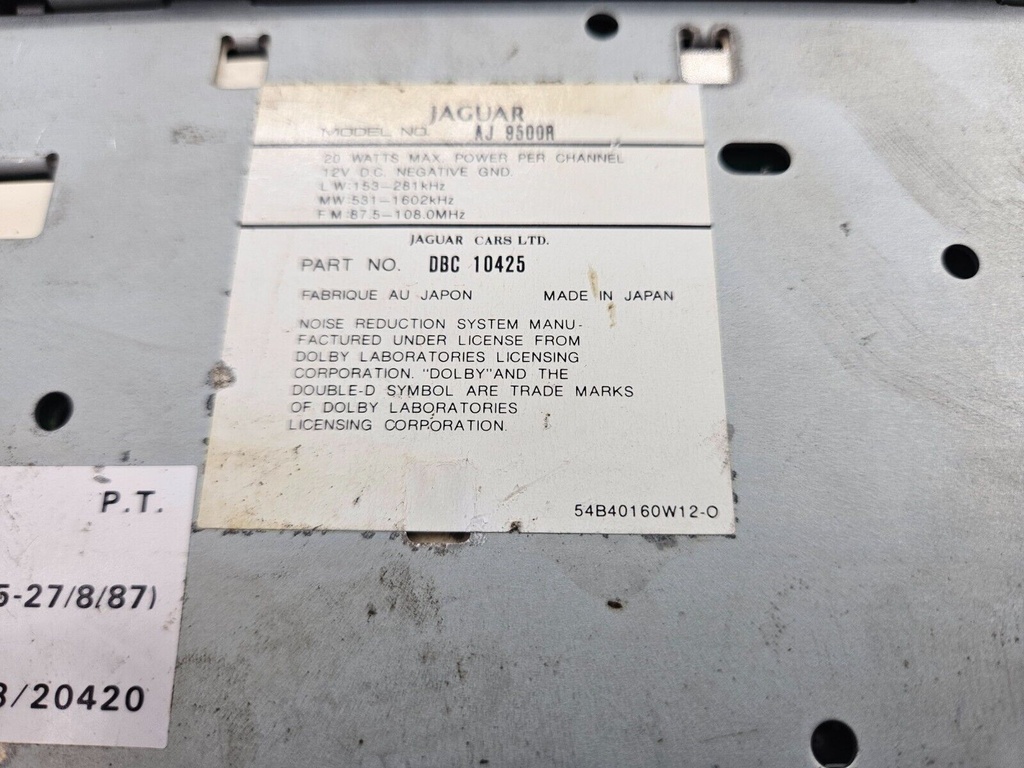 JAGUAR
MODEL NO. AJ 9500R
20 WATTS MAX. POWER PER CHANNEL
12V D.C. NEGATIVE GND.
L W:153-281kHz
MW:531-1602kHz
F M:87.5-108.0MHz
JAGUAR CARS LTD.
PART NO. DBC 10425
FABRIQUE AU JAPON MADE IN JAPAN
NOISE REDUCTION SYSTEM MANU-
FACTURED UNDER LICENSE FROM
DOLBY LABORATORIES LICENSING
CORPORATION. "DOLBY"AND THE
DOUBLE-D SYMBOL ARE TRADE MARKS
OF DOLBY LABORATORIES
LICENSING CORPORATION.
54B40160W12-O
P.T.
5-27/8/87)
/20420